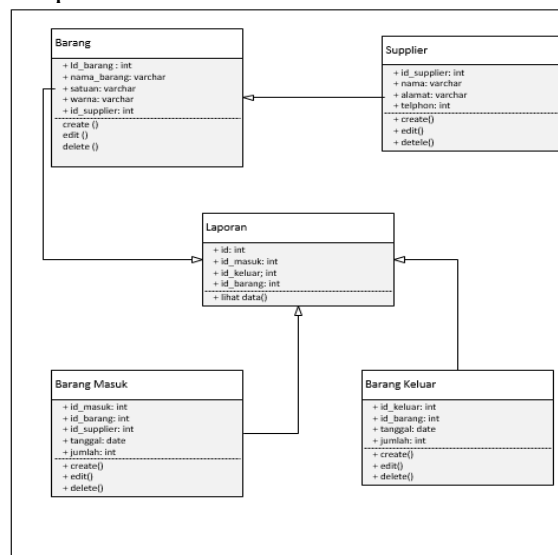 Barang
+ Id_barang : int
+ nama_barang: varchar
+ satuan: varchar
+ warna: varchar
+ id_supplier: int
create ()
edit ()
delete ()
Supplier
+ id_supplier: int
+ nama: varchar
+ alamat: varchar
+ telphon: int
+ create()
+ edit()
+ detele()
Laporan
+ id: int
+ id_masuk: int
+ id_keluar; int
+ id_barang: int
+ lihat data()
Barang Masuk
+ id_masuk: int
+ id_barang: int
+ id_supplier: int
+ tanggal: date
+ jumlah: int
+ create()
+ edit()
+ delete()
Barang Keluar
+ id_keluar: int
+ id_barang: int
+ tanggal: date
+ jumlah: int
+ create()
+ edit()
+ delete()